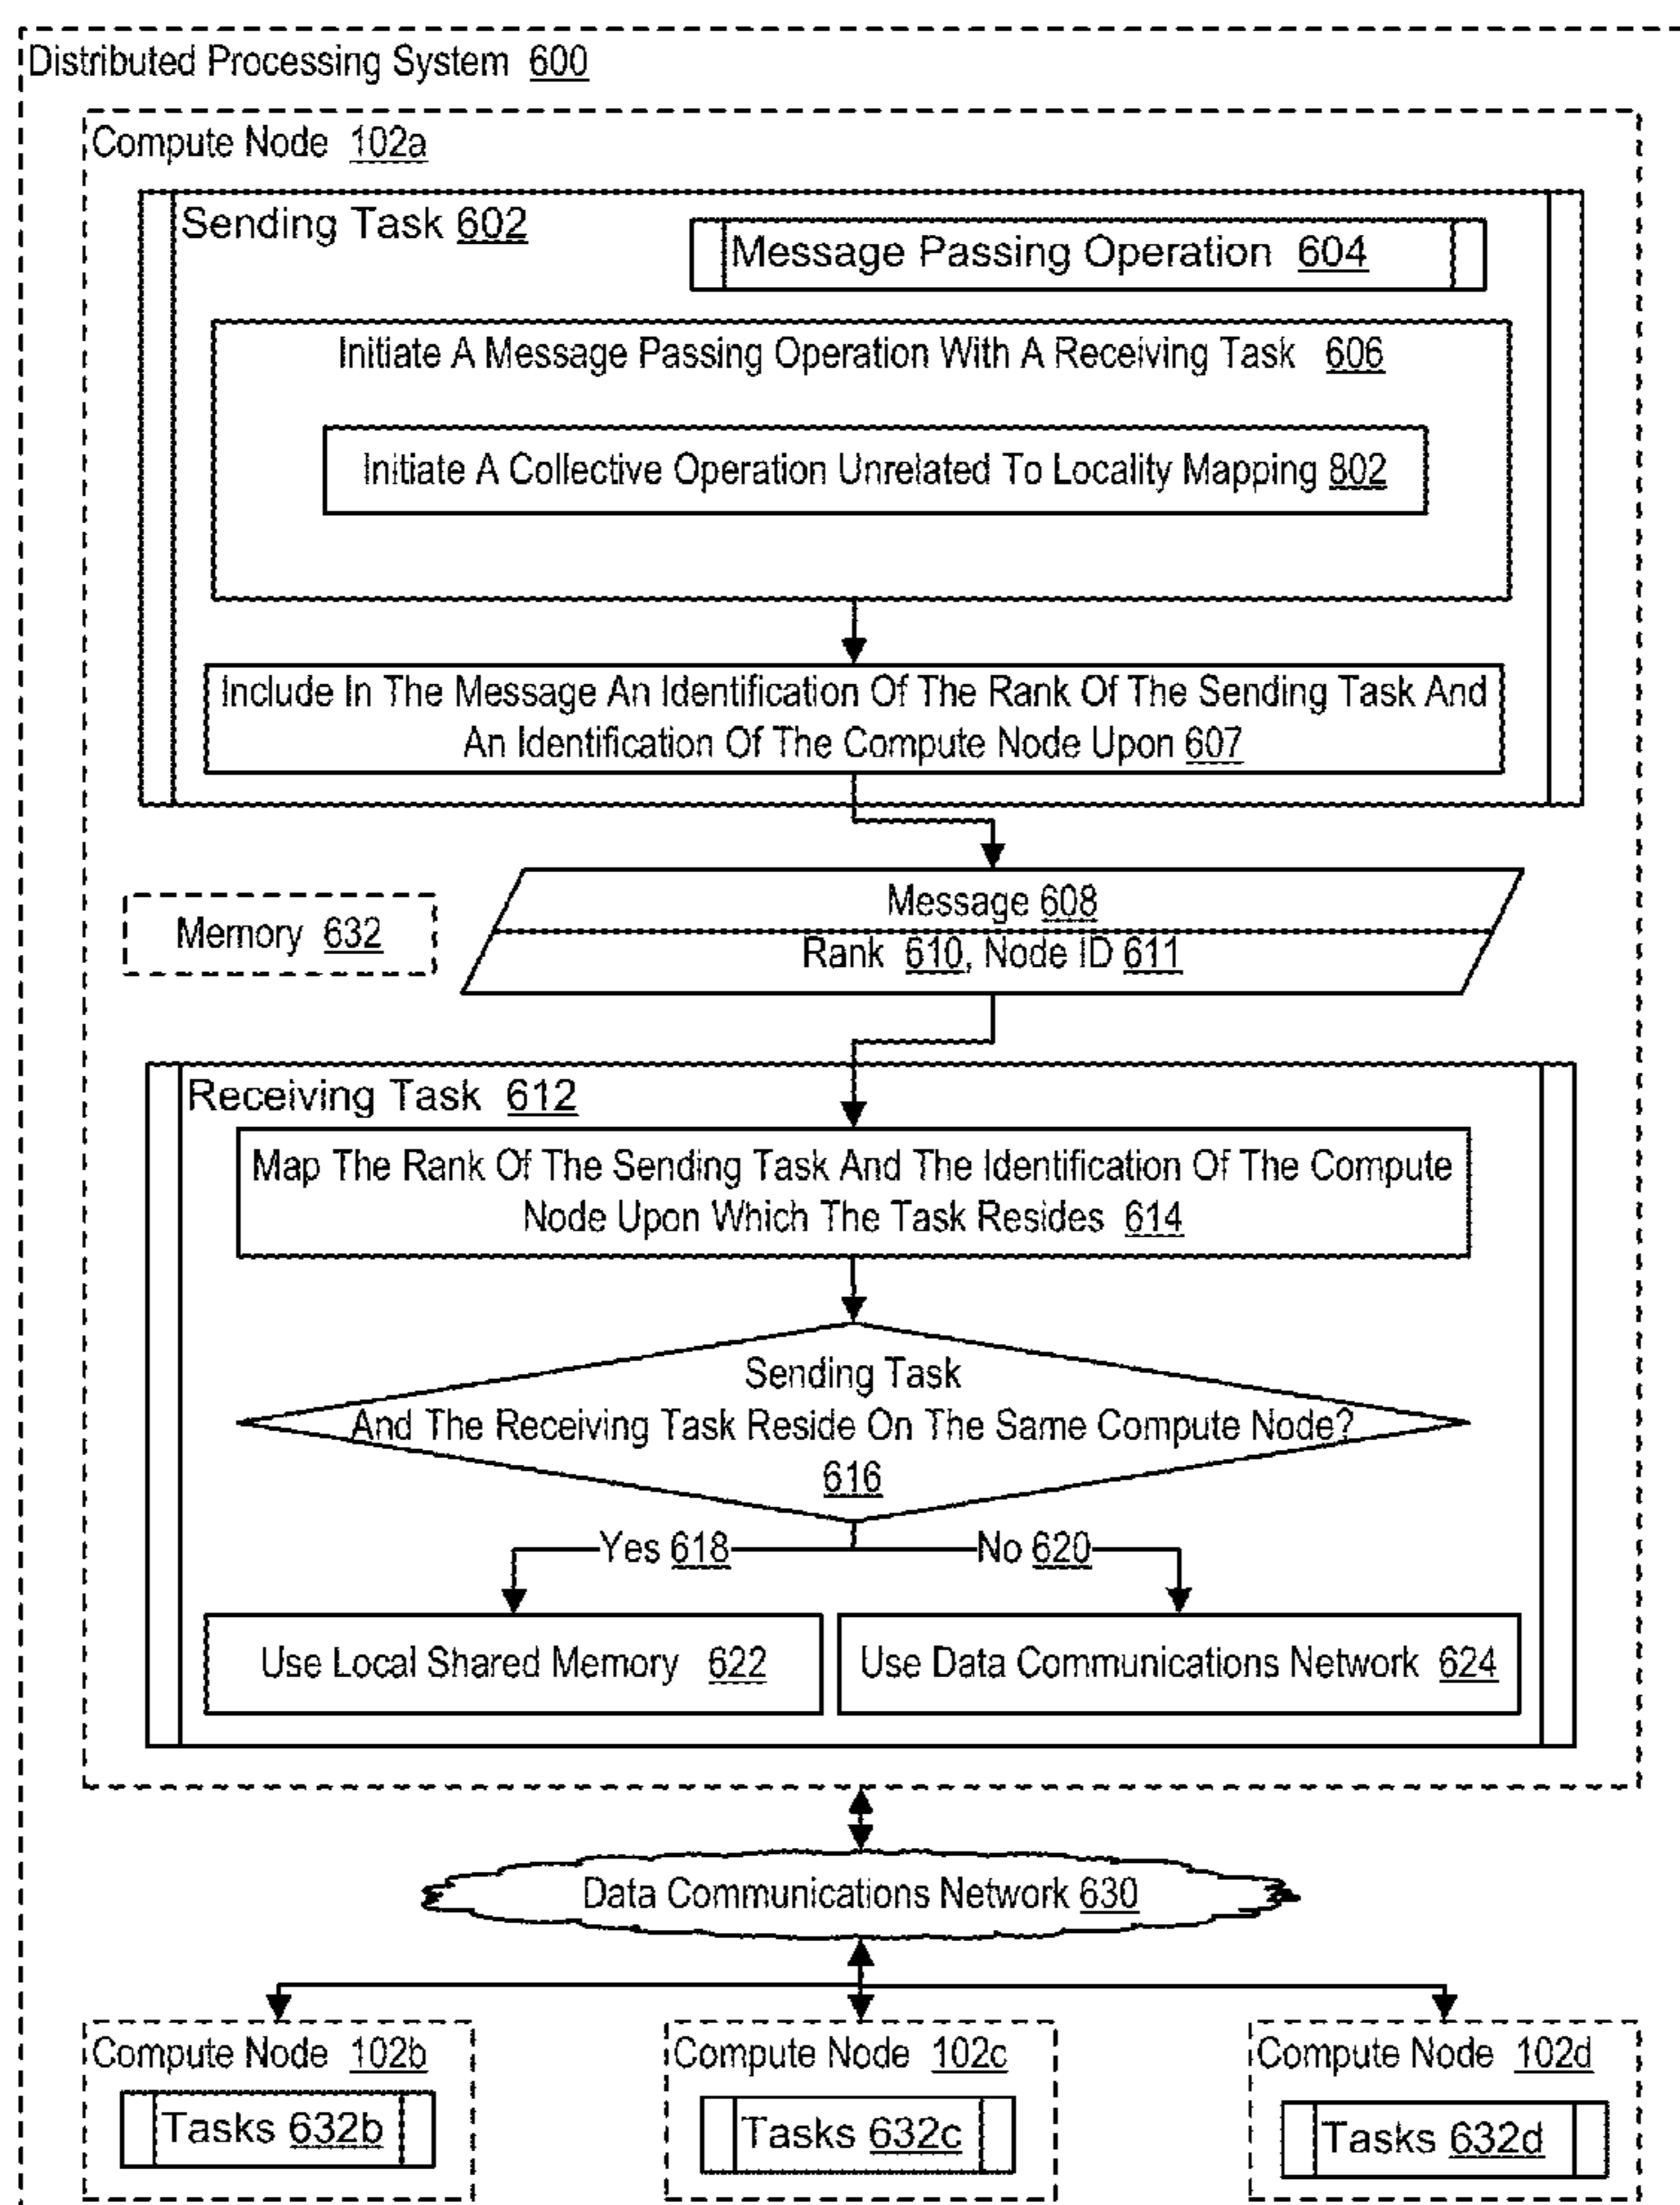 Distributed Processing System 600
Compute Node 102a
Sending Task 602
Message Passing Operation 604
Initiate A Message Passing Operation With A Receiving Task 606
Initiate A Collective Operation Unrelated To Locality Mapping 802
Include In The Message An Identification Of The Rank Of The Sending Task And
An Identification Of The Compute Node Upon 607
Message 608
Memory 632
Rank 610, Node ID 611
Receiving Task 612
Map The Rank Of The Sending Task And The Identification Of The Compute
Node Upon Which The Task Resides 614
Sending Task
And The Receiving Task Reside On The Same Compute Node?
616
Yes 618
No 620
Use Local Shared Memory 622
Use Data Communications Network 624
Data Communications Network 630
Compute Node 102b
Tasks 632b
Compute Node 102c
Tasks 632c
Compute Node 102d
Tasks 632d